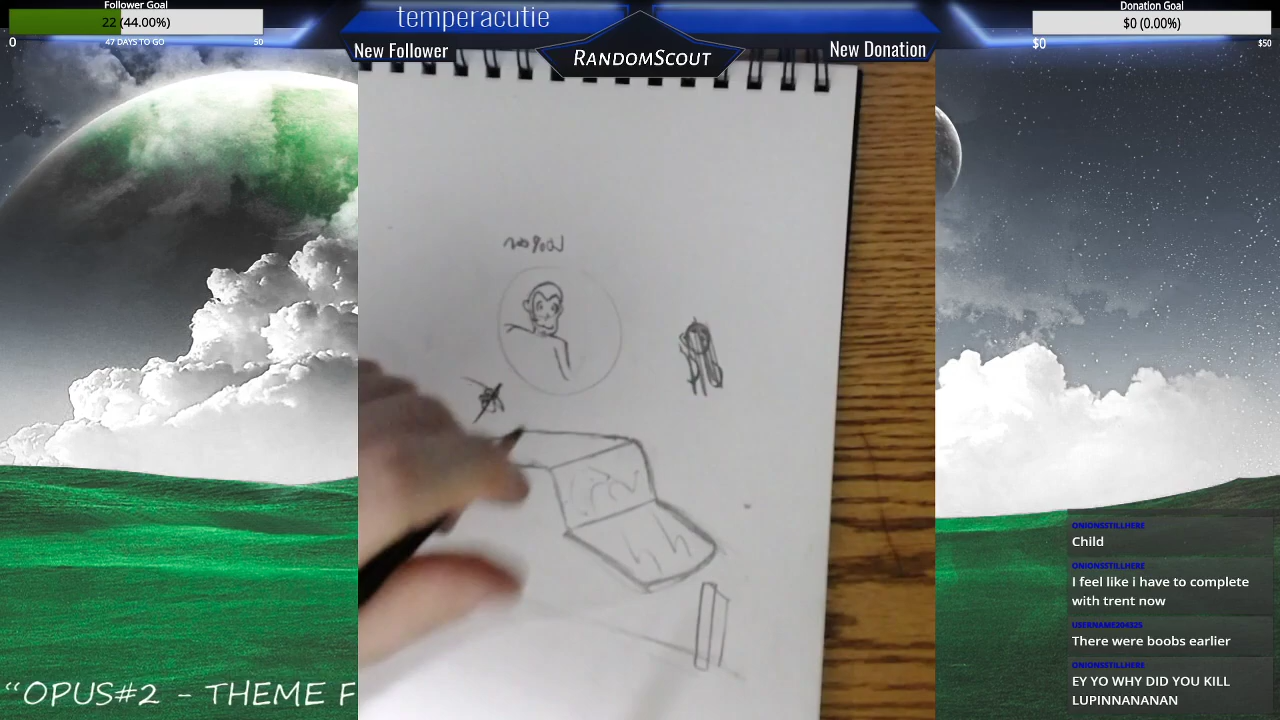 Follower Goal
22 (44.00%)
0
47 DAYS TO GO
50
temperacutie
New Follower
RANDOMSCOUT
New Donation
Donation Goal
$0 (0.00%)
$0
$50
ONIONSSTILLHERE
Child
ONIONSSTILLHERE
I feel like i have to complete
with trent now
USERNAME204325
There were boobs earlier
ONIONSSTILLHERE
EY YO WHY DID YOU KILL
LUPINNANANAN
"OPUS#2 - THEME F